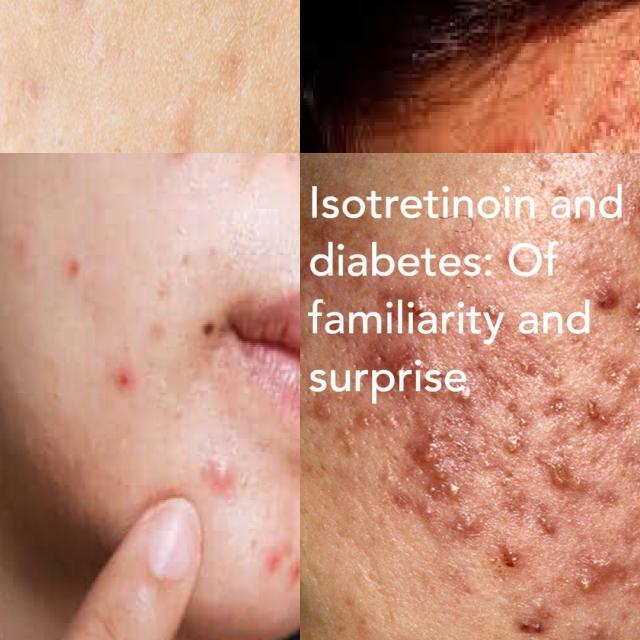 Isotretinoin and
diabetes: Of
familiarity and
surprise